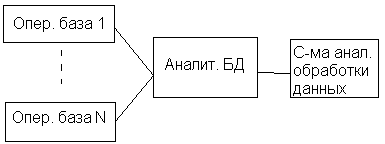 Опер. база 1
Аналит. БД
С-ма анал.
обработки
данных
Опер. база N